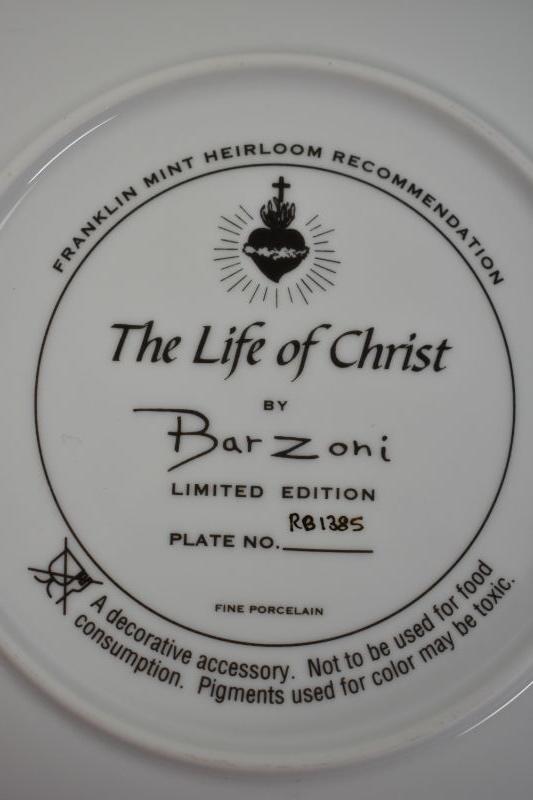 FRANKLIN MINT HEIRLOOM RECOMMENDATION
The Life of Christ
BY
Barzoni
LIMITED EDITION
PLATE NO. RB1385
FINE PORCELAIN
A decorative accessory. Not to be used for food
consumption. Pigments used for color may be toxic.